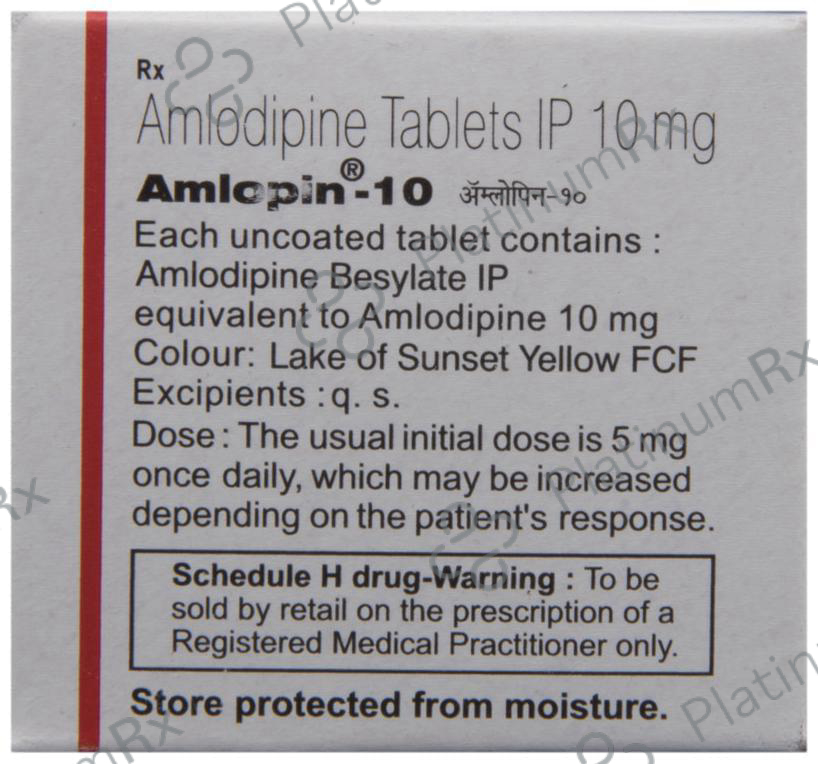 Rx
Amlodipine Tablets IP 10 mg
Amlopin®-10 ॲम्लोपिन-१०
Each uncoated tablet contains :
Amlodipine Besylate IP
equivalent to Amlodipine 10 mg
Colour: Lake of Sunset Yellow FCF
Excipients : q. s.
Dose : The usual initial dose is 5 mg
once daily, which may be increased
depending on the patient's response.
Schedule H drug-Warning : To be
sold by retail on the prescription of a
Registered Medical Practitioner only.
Store protected from moisture.
PlatinumRx
PlatinumRx